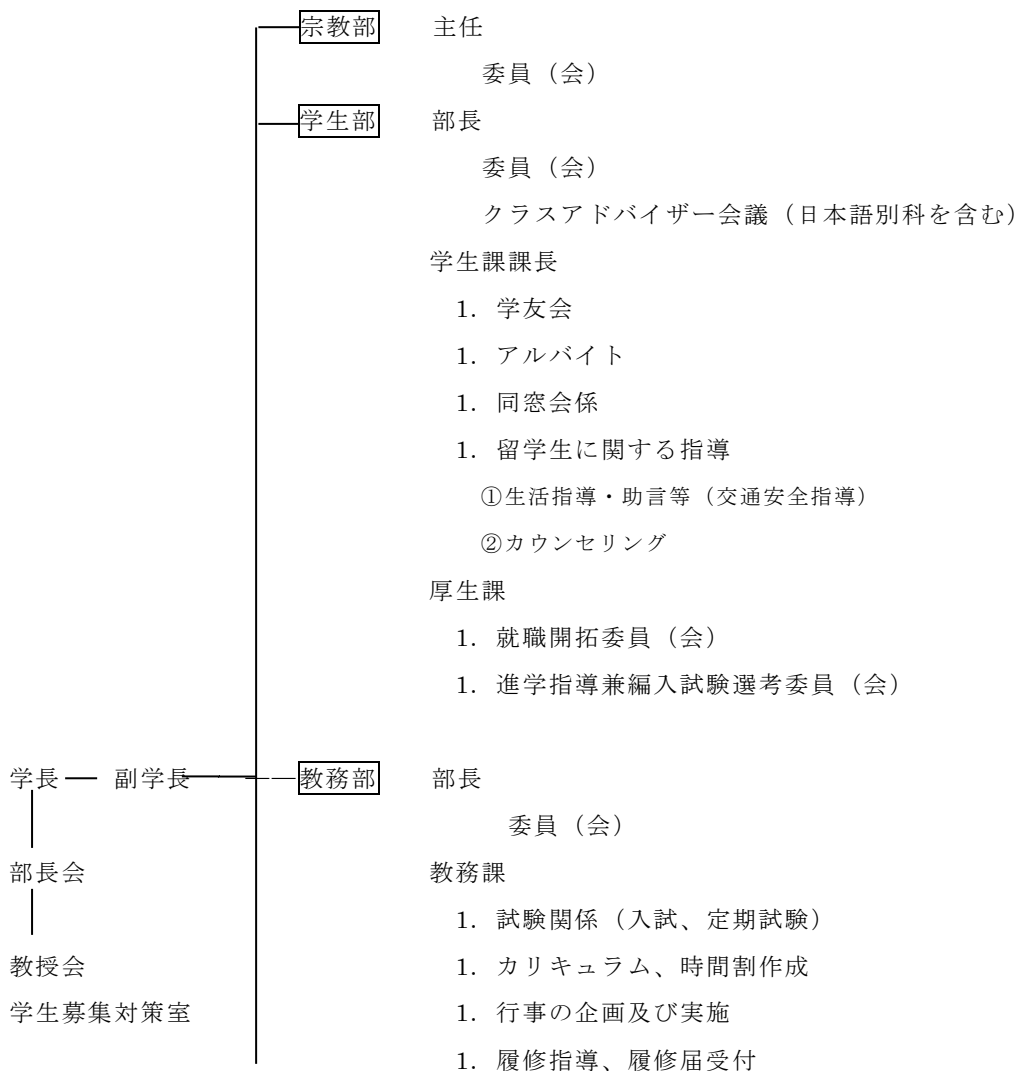 宗教部 主任
委員（会）
学生部 部長
委員（会）
クラスアドバイザー会議（日本語別科を含む）
学生課課長
1．学友会
1．アルバイト
1．同窓会係
1．留学生に関する指導
①生活指導・助言等（交通安全指導）
②カウンセリング
厚生課
1．就職開拓委員（会）
1．進学指導兼編入試験選考委員（会）
学長 副学長 教務部 部長
委員（会）
部長会 教務課
1．試験関係（入試、定期試験）
教授会 1．カリキュラム、時間割作成
学生募集対策室 1．行事の企画及び実施
1．履修指導、履修届受付